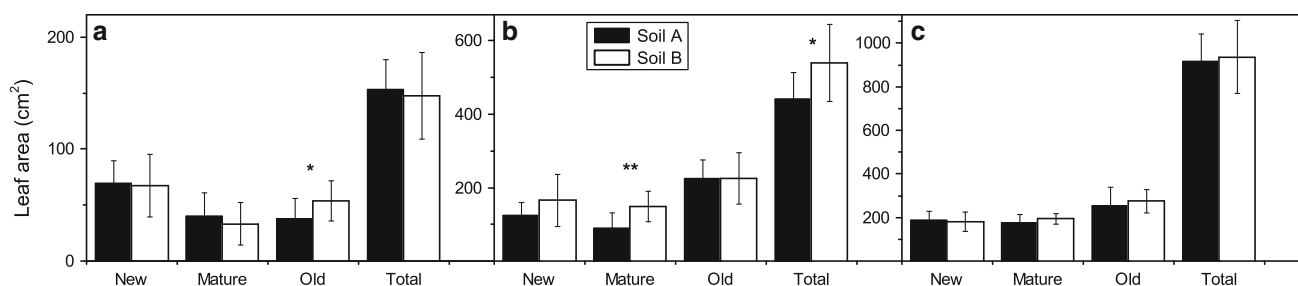 a
b
c
Soil A
Soil B
Leaf area (cm²)
200
100
0
600
400
200
1000
800
600
400
200
*
**
*
New Mature Old Total
New Mature Old Total
New Mature Old Total